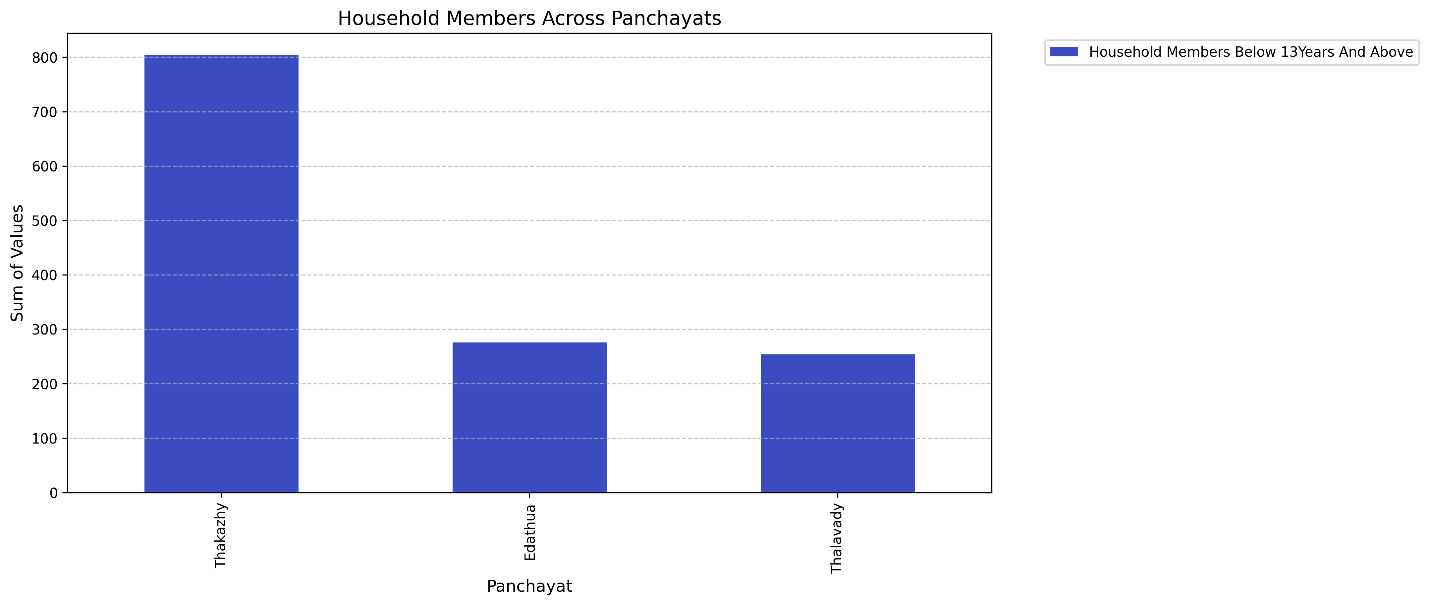 Household Members Across Panchayats
Household Members Below 13Years And Above
800
700
600
500
400
300
200
100
0
Sum of Values
Thakazhy
Edathua
Thalavady
Panchayat